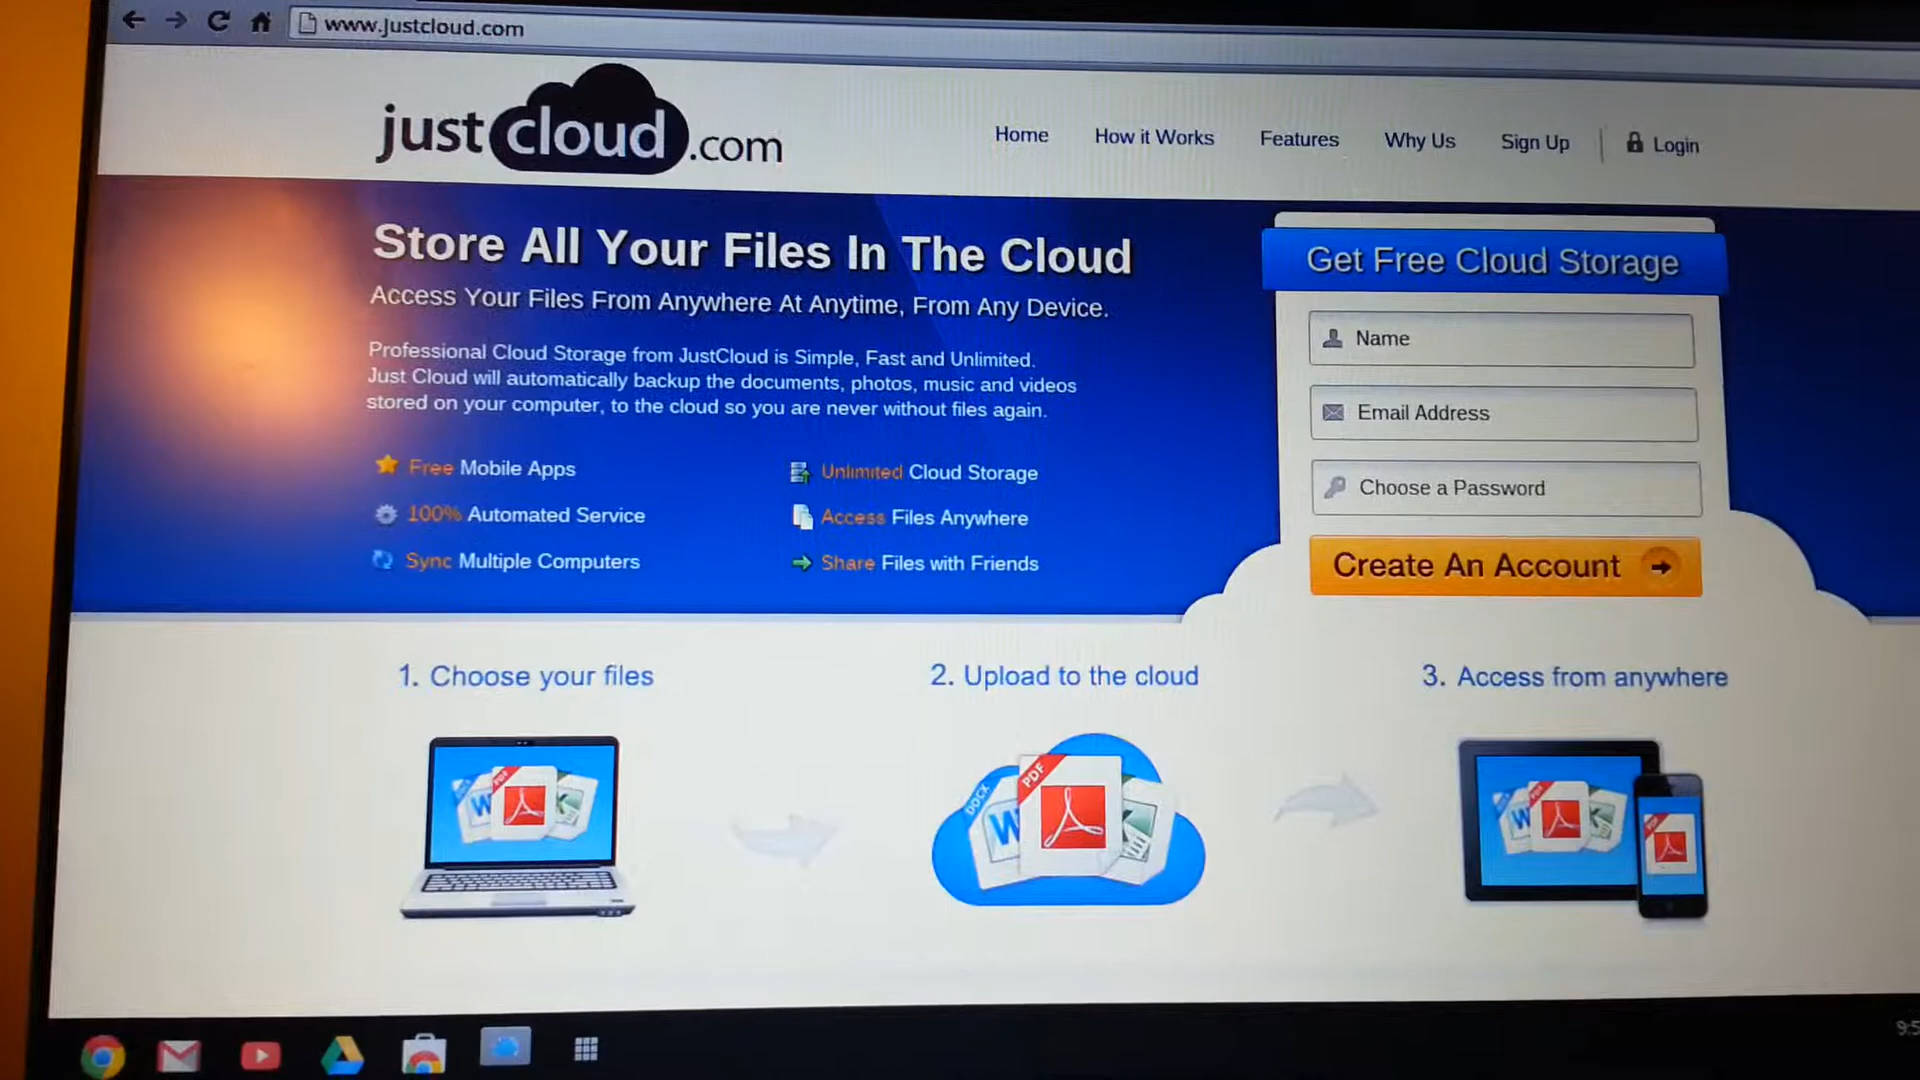 www.justcloud.com
justcloud.com
Home
How it Works
Features
Why Us
Sign Up
Login
Store All Your Files In The Cloud
Access Your Files From Anywhere At Anytime, From Any Device.
Professional Cloud Storage from JustCloud is Simple, Fast and Unlimited.
Just Cloud will automatically backup the documents, photos, music and videos
stored on your computer, to the cloud so you are never without files again.
Free Mobile Apps
Unlimited Cloud Storage
100% Automated Service
Access Files Anywhere
Sync Multiple Computers
Share Files with Friends
Get Free Cloud Storage
Name
Email Address
Choose a Password
Create An Account
1. Choose your files
2. Upload to the cloud
3. Access from anywhere
W
PDF
DOCX
W
PDF
W
PDF